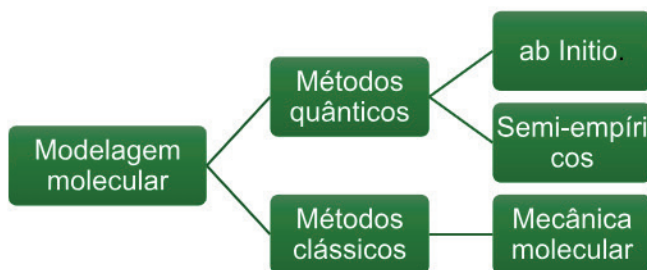 Modelagem
molecular
Métodos
quânticos
ab Initio.
Semi-empíri
cos
Métodos
clássicos
Mecânica
molecular